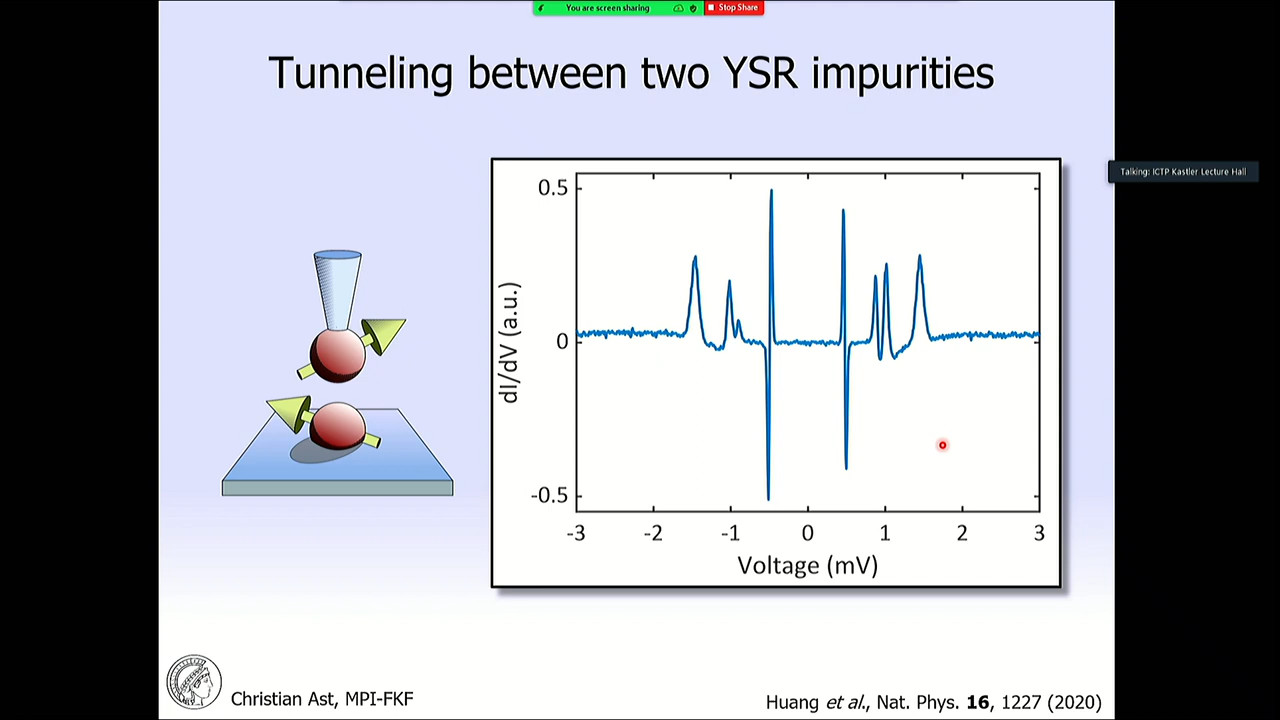 You are screen sharing
Stop Share
Tunneling between two YSR impurities
Talking: ICTP Kastler Lecture Hall
0.5
0
-0.5
dI/dV (a.u.)
-3 -2 -1 0 1 2 3
Voltage (mV)
Christian Ast, MPI-FKF
Huang et al., Nat. Phys. 16, 1227 (2020)